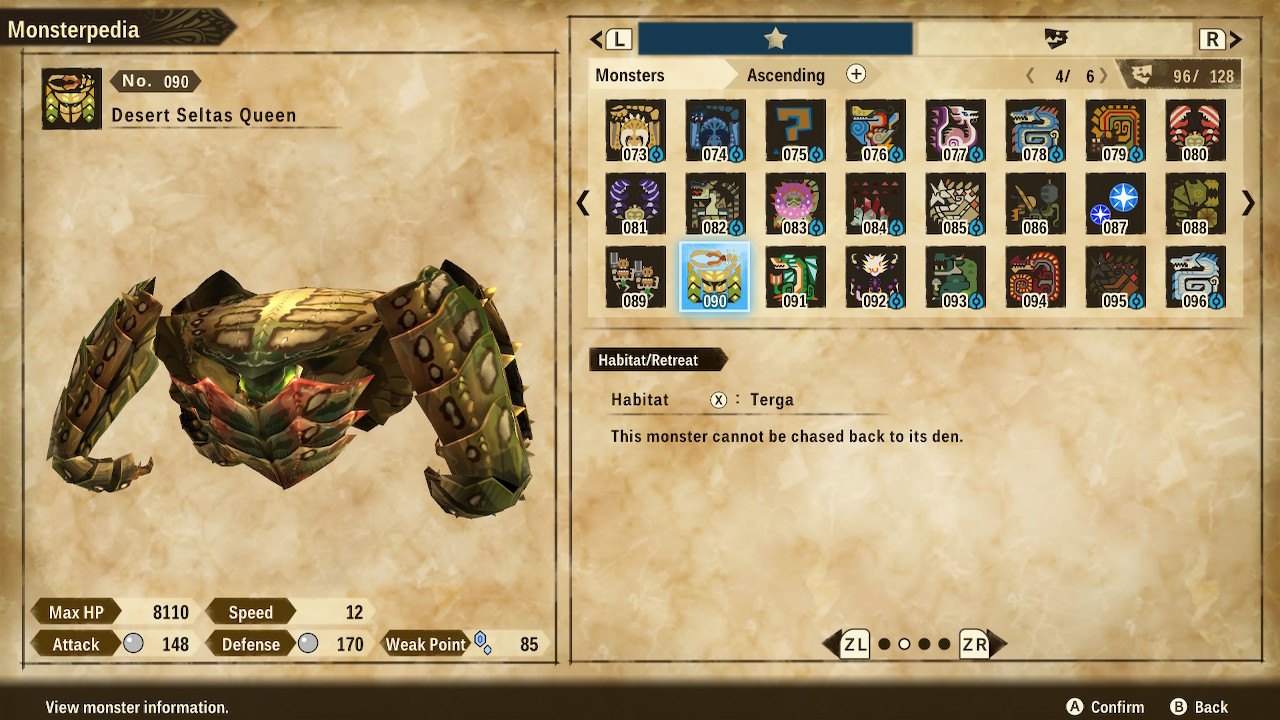 Monsterpedia
No. 090
Desert Seltas Queen
L
R
Monsters
Ascending
4/ 6
96/ 128
073 074 075 076 077 078 079 080
081 082 083 084 085 086 087 088
089 090 091 092 093 094 095 096
Habitat/Retreat
Habitat X : Terga
This monster cannot be chased back to its den.
Max HP 8110 Speed 12
Attack 148 Defense 170 Weak Point 85
ZL ZR
View monster information.
A Confirm B Back